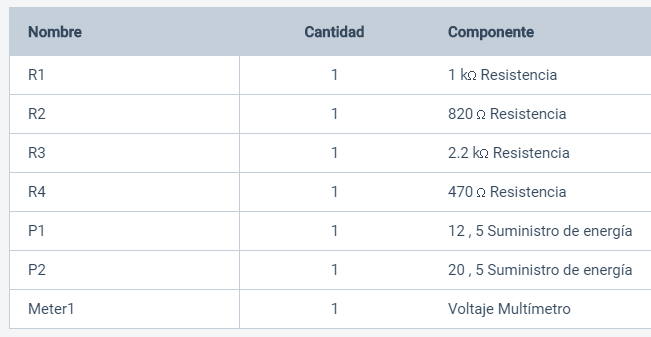 Nombre Cantidad Componente
R1 1 1 kΩ Resistencia
R2 1 820 Ω Resistencia
R3 1 2.2 kΩ Resistencia
R4 1 470 Ω Resistencia
P1 1 12 , 5 Suministro de energía
P2 1 20 , 5 Suministro de energía
Meter1 1 Voltaje Multímetro